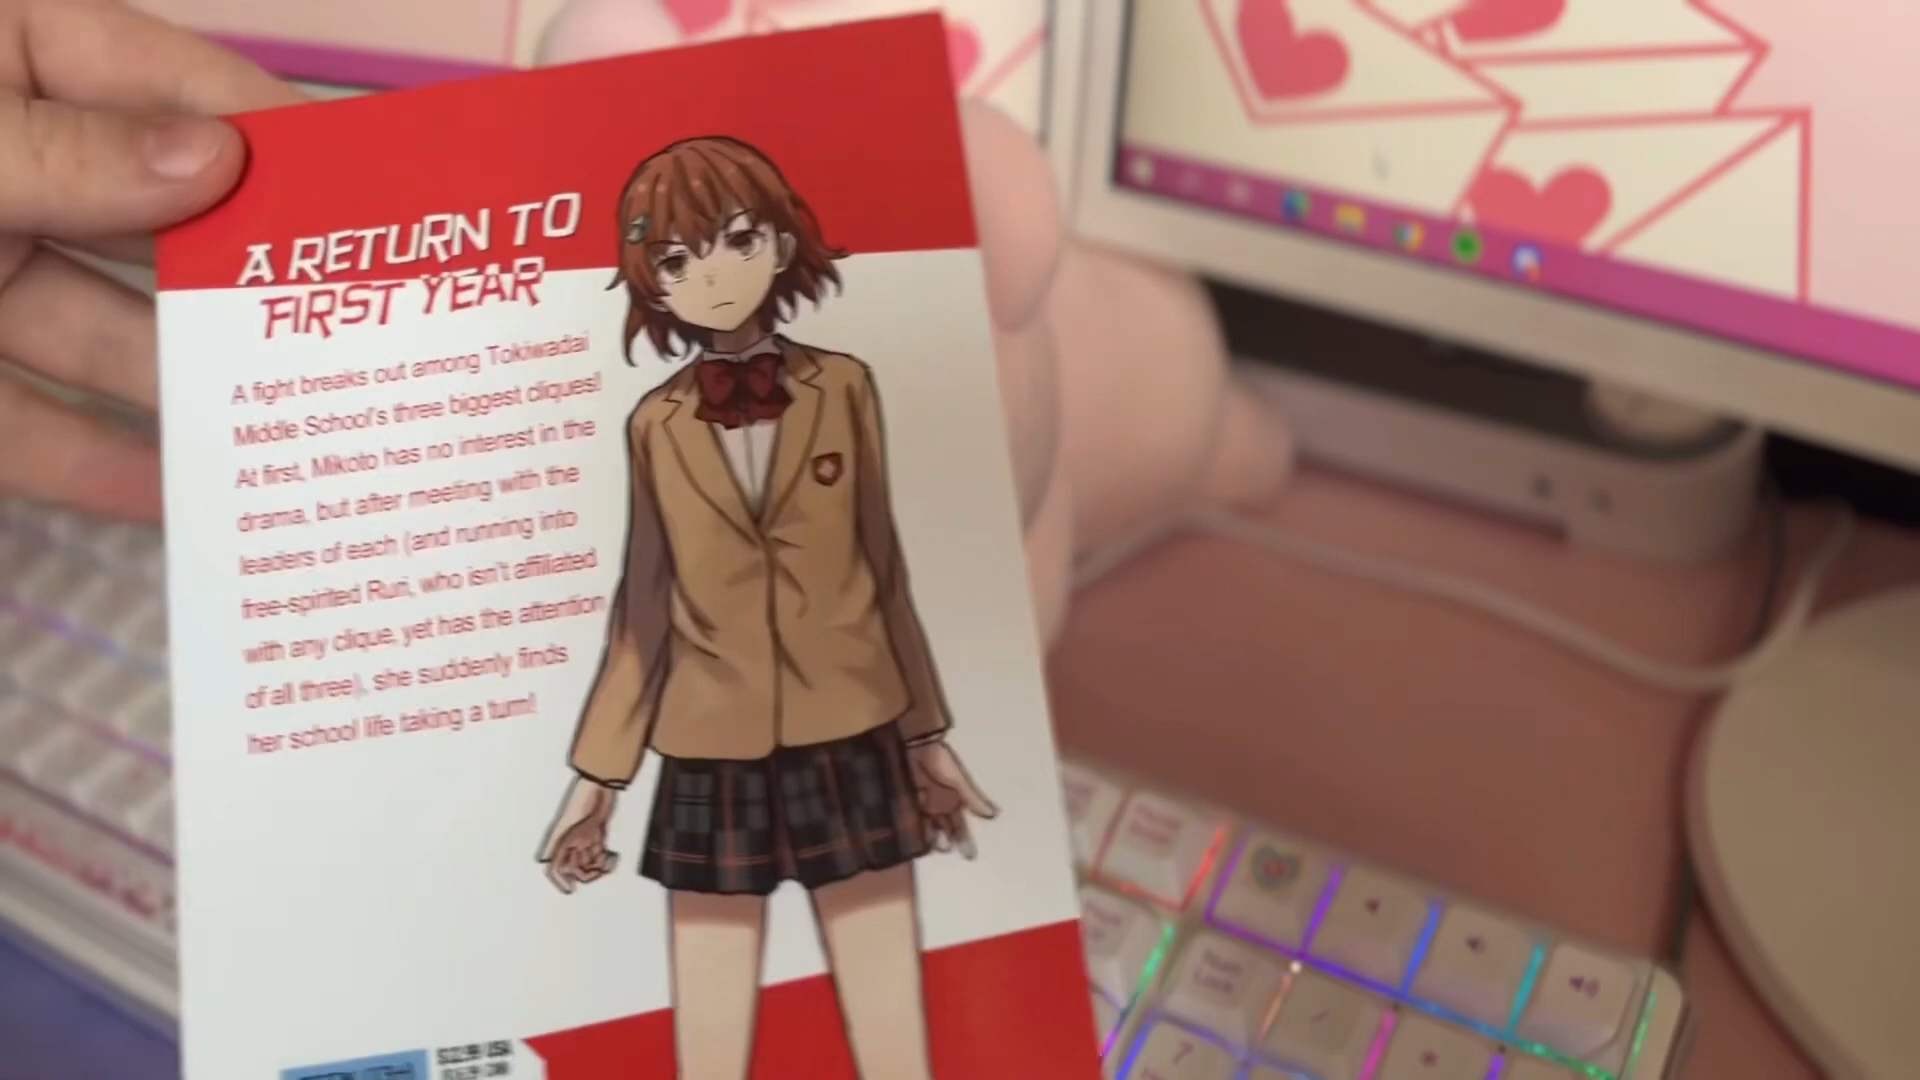 A RETURN TO
FIRST YEAR
A fight breaks out among Tokiwadai
Middle School's three biggest cliques!
At first, Mikoto has no interest in the
drama, but after meeting with the
leaders of each (and running into
free-spirited Ruri, who isn't affiliated
with any clique, yet has the attention
of all three), she suddenly finds
her school life taking a turn!
Num
Lock
7